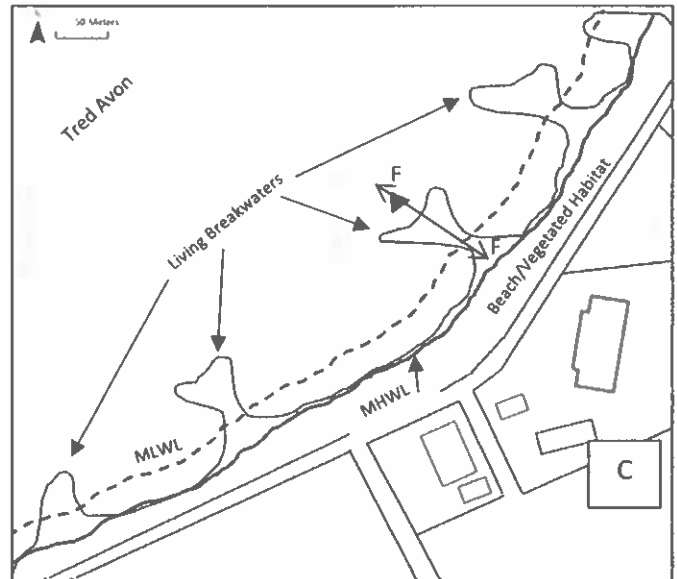 50 Meters
Tred Avon
Living Breakwaters
F
F
Beach/Vegetated Habitat
MHWL
MLWL
C